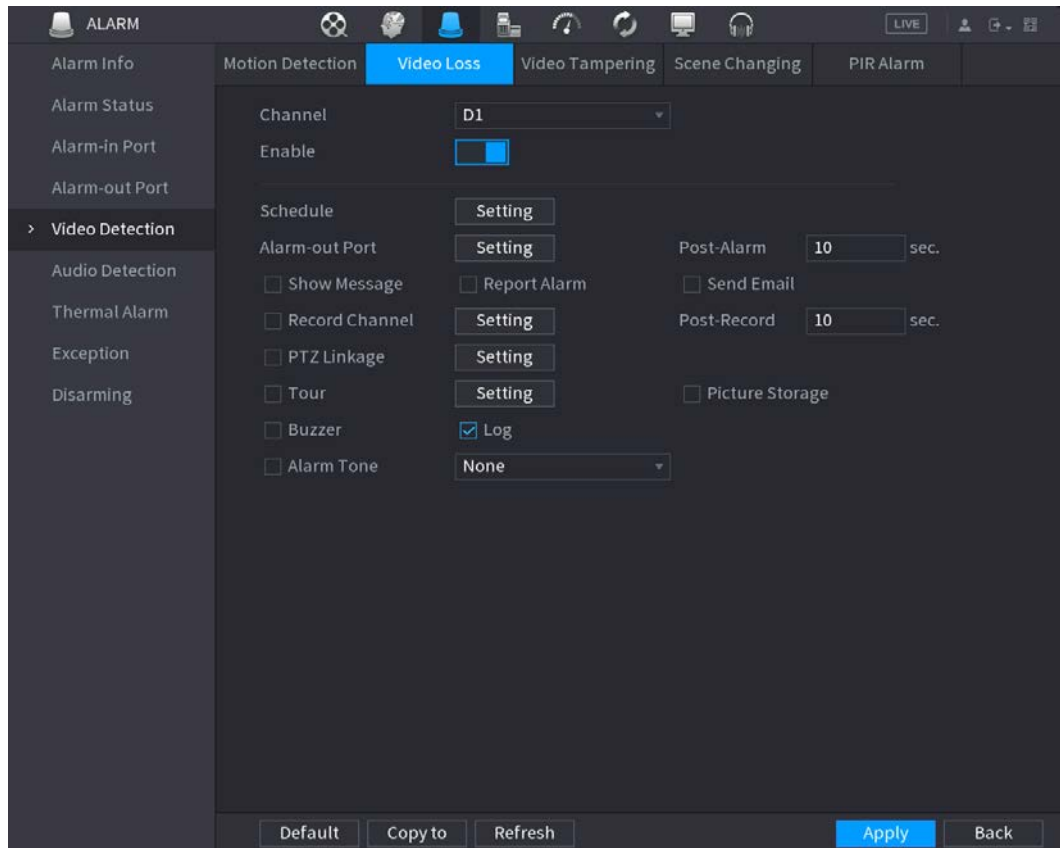 ALARM
LIVE
Alarm Info
Alarm Status
Alarm-in Port
Alarm-out Port
> Video Detection
Audio Detection
Thermal Alarm
Exception
Disarming
Motion Detection Video Loss Video Tampering Scene Changing PIR Alarm
Channel D1
Enable
Schedule Setting
Alarm-out Port Setting Post-Alarm 10 sec.
Show Message Report Alarm Send Email
Record Channel Setting Post-Record 10 sec.
PTZ Linkage Setting
Tour Setting Picture Storage
Buzzer Log
Alarm Tone None
Default Copy to Refresh Apply Back